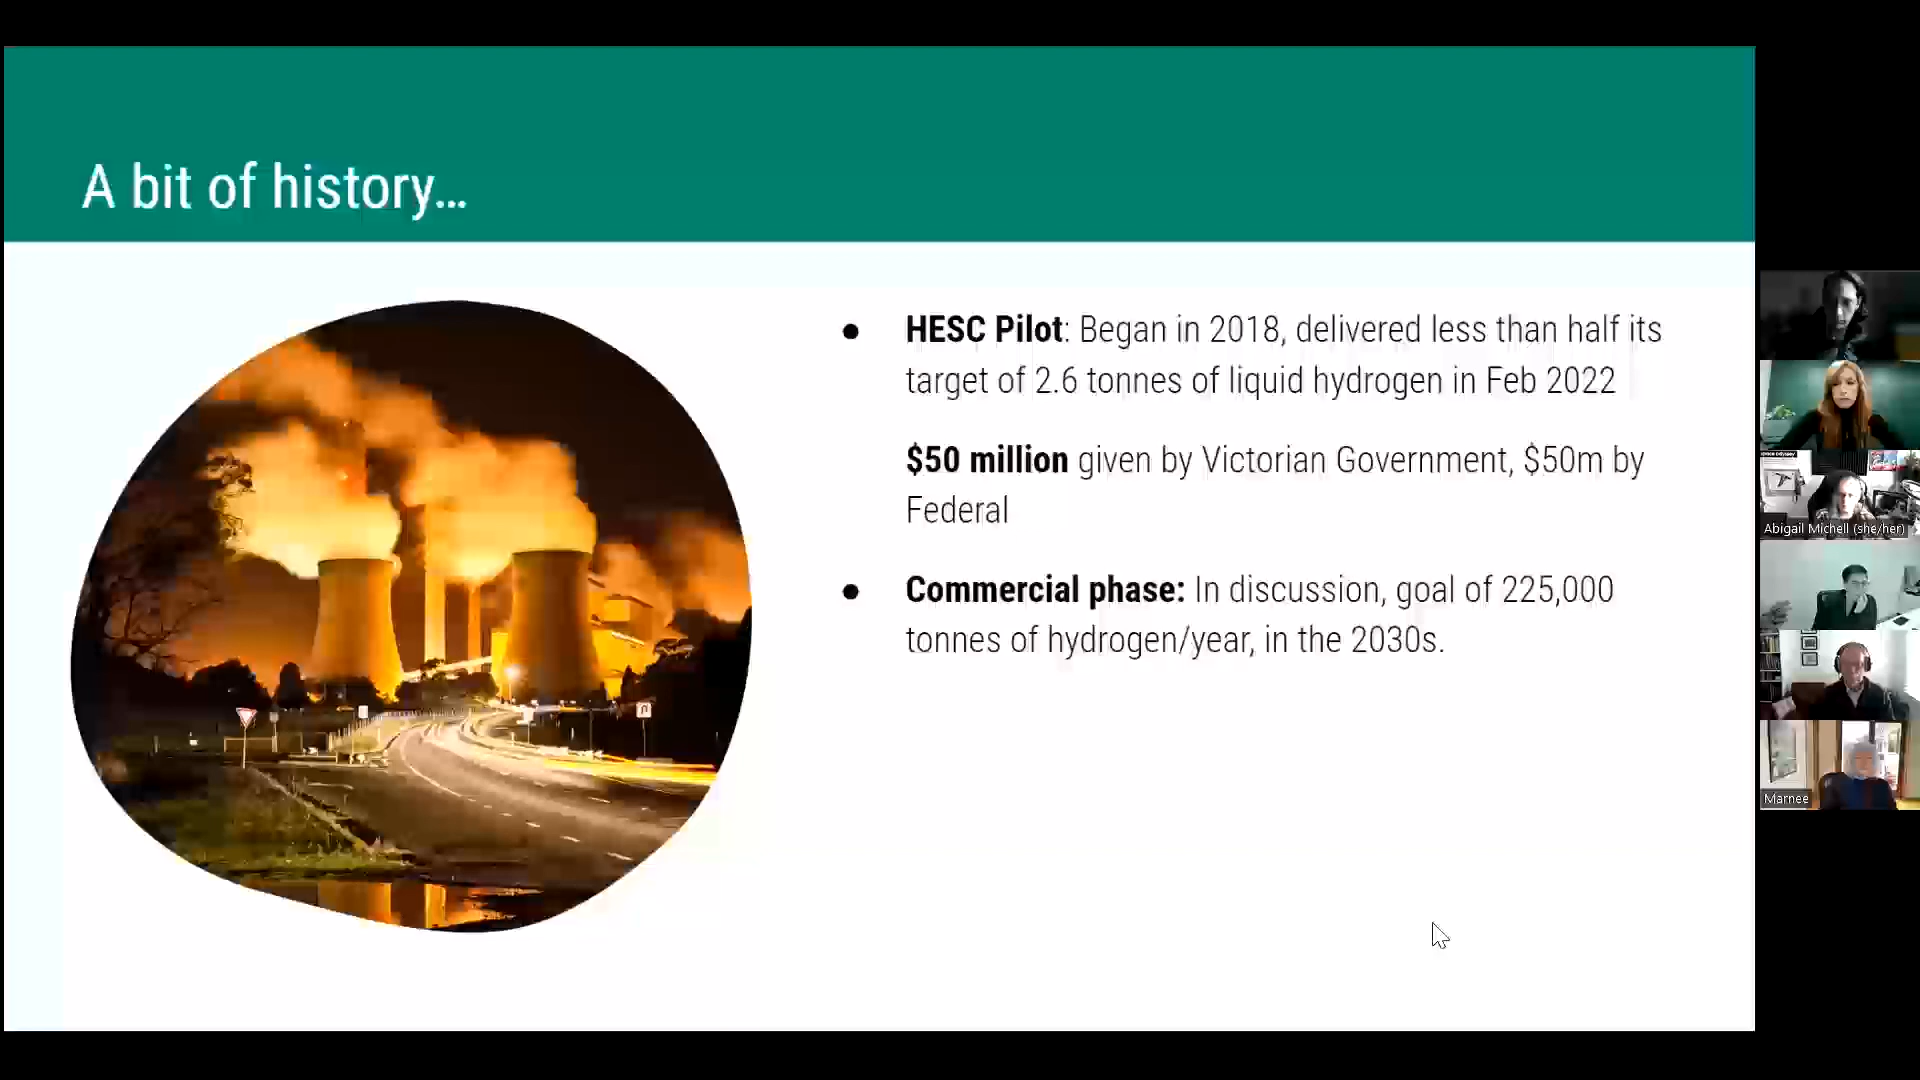 A bit of history...
● HESC Pilot: Began in 2018, delivered less than half its
target of 2.6 tonnes of liquid hydrogen in Feb 2022
$50 million given by Victorian Government, $50m by
Federal
● Commercial phase: In discussion, goal of 225,000
tonnes of hydrogen/year, in the 2030s.
Abigail Michell (she/her)
Marnee